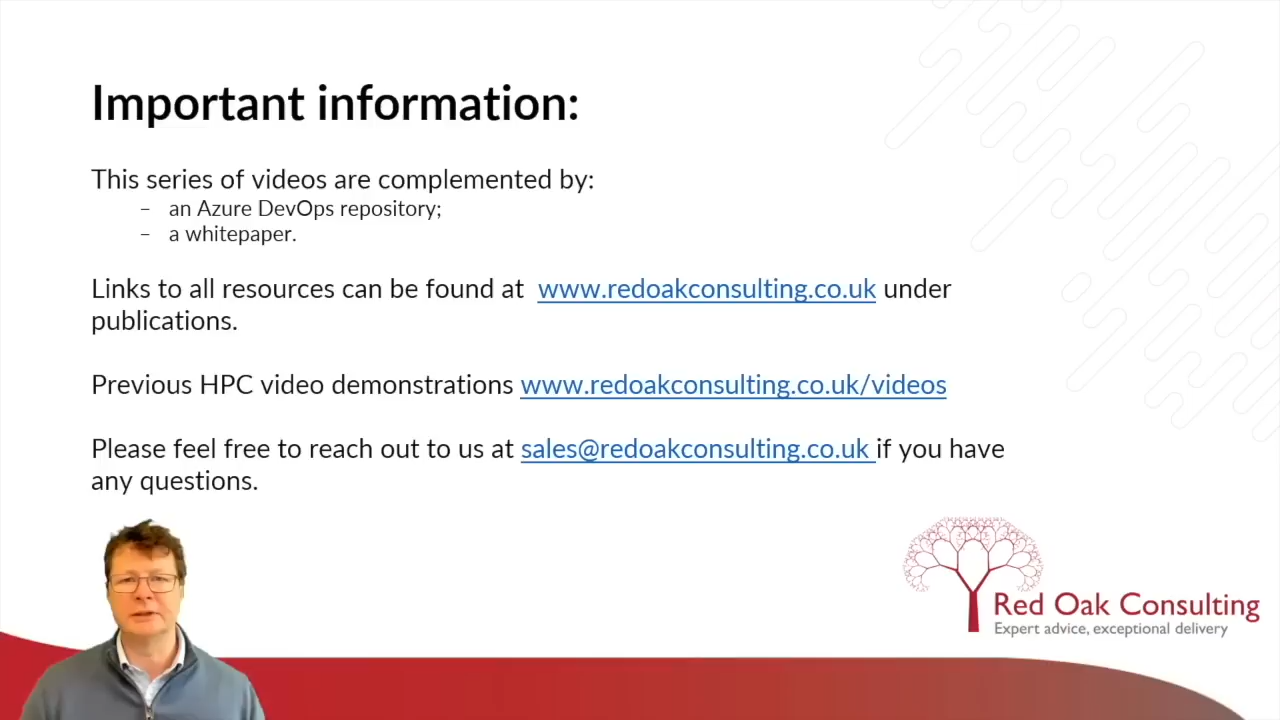 Important information:
This series of videos are complemented by:
– an Azure DevOps repository;
– a whitepaper.
Links to all resources can be found at www.redoakconsulting.co.uk under
publications.
Previous HPC video demonstrations www.redoakconsulting.co.uk/videos
Please feel free to reach out to us at sales@redoakconsulting.co.uk if you have
any questions.
Red Oak Consulting
Expert advice, exceptional delivery